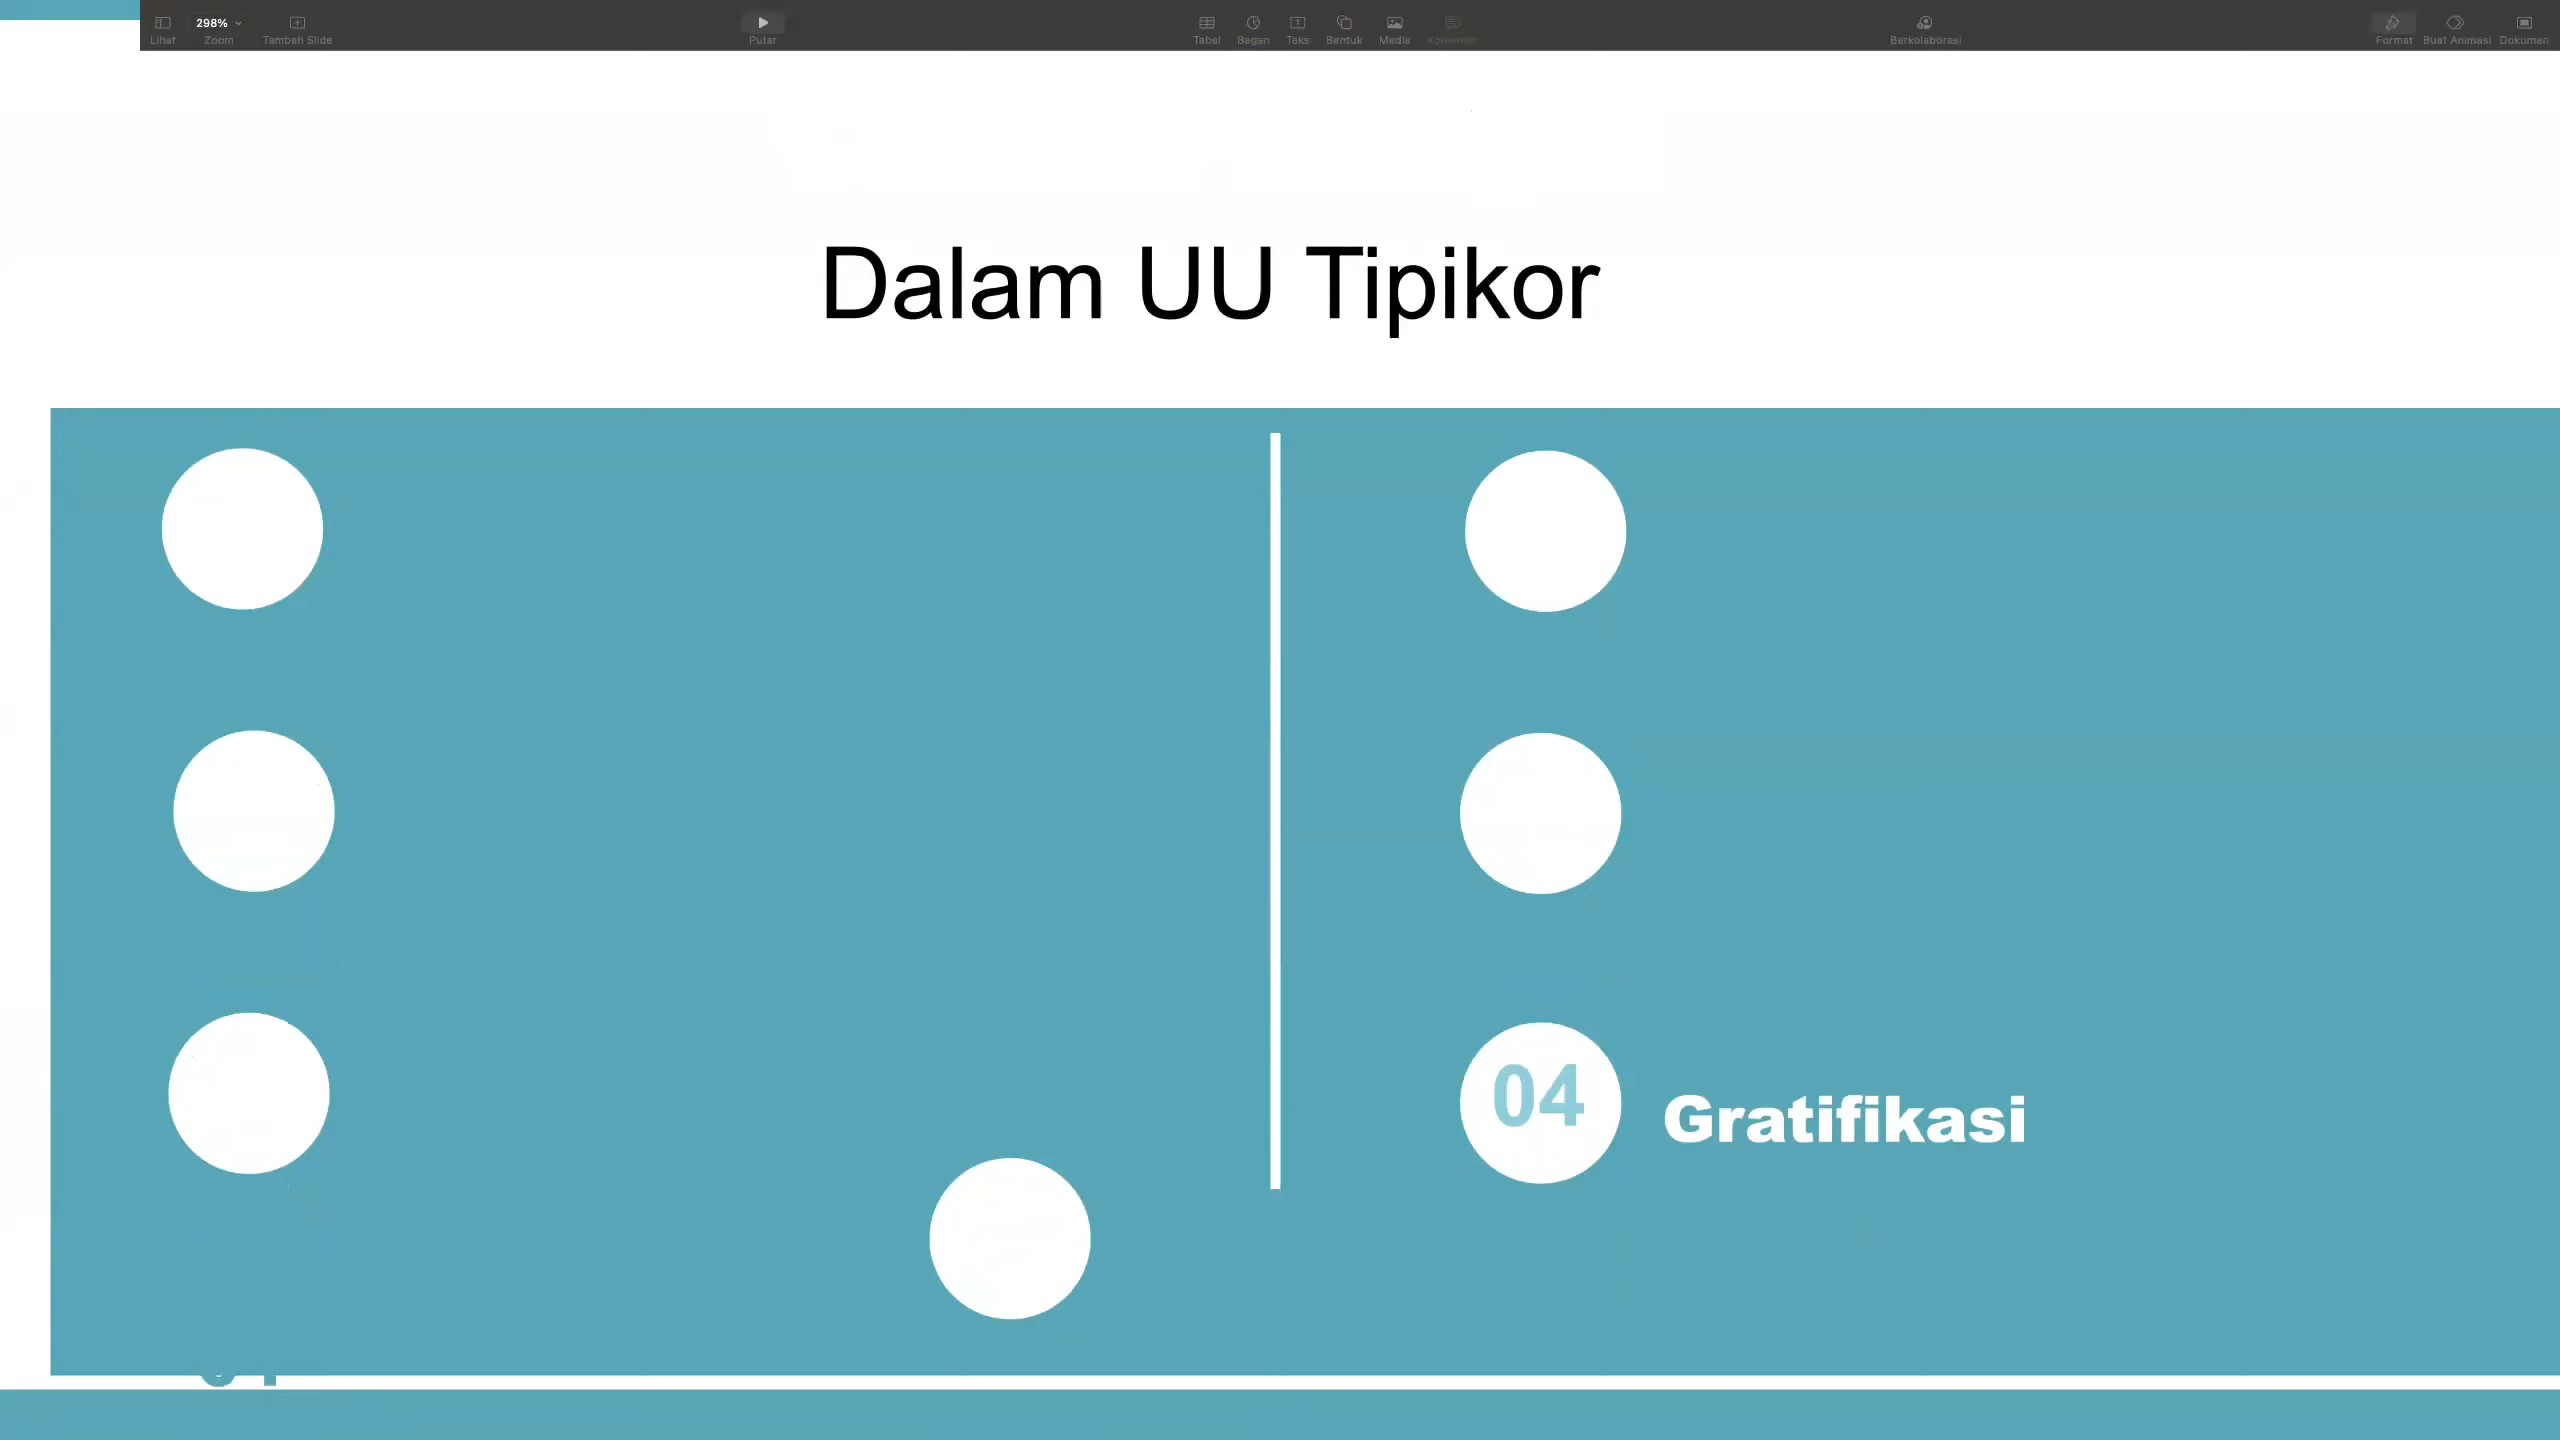 298%
Lihat
Zoom
Tambah Slide
Putar
Tabel
Bagan
Teks
Bentuk
Media
Komentar
Berkolaborasi
Format
Buat Animasi
Dokumen
Dalam UU Tipikor
04
Gratifikasi